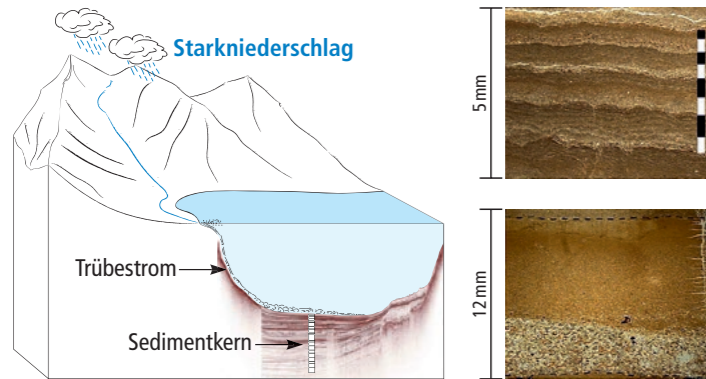 Starkniederschlag
Trübestrom
Sedimentkern
5 mm
12 mm